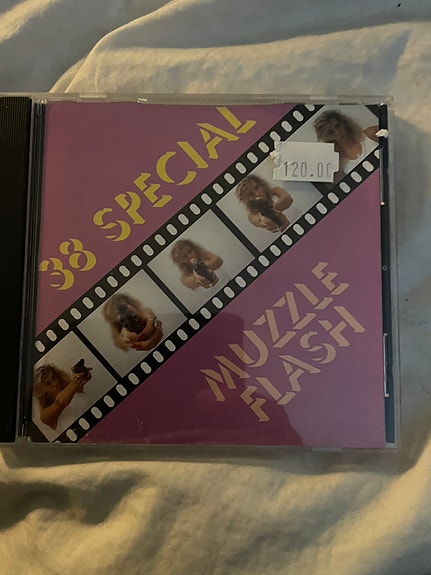 38 SPECIAL
120.00
MUZZLE
FLASH